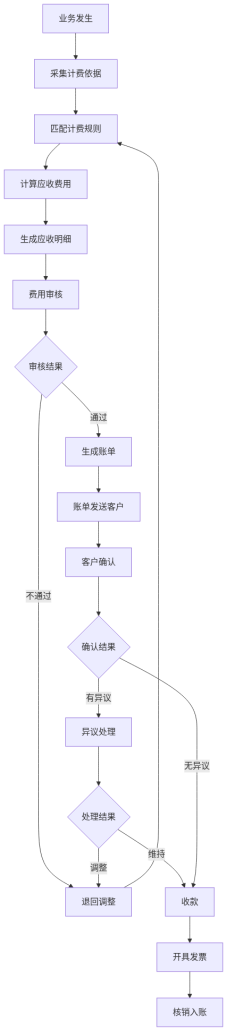 业务发生
采集计费依据
匹配计费规则
计算应收费用
生成应收明细
费用审核
审核结果
通过
生成账单
账单发送客户
客户确认
不通过
确认结果
有异议
无异议
异议处理
处理结果
调整
维持
退回调整
收款
开具发票
核销入账